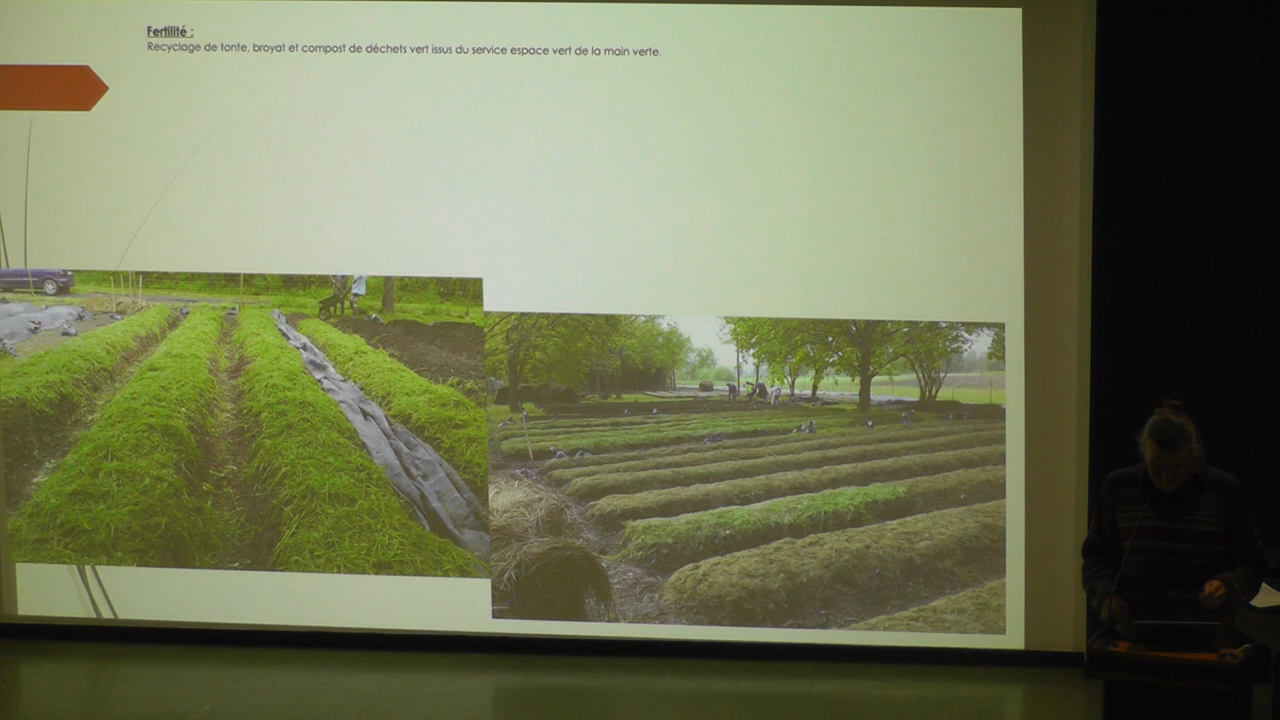 Fertilité :
Recyclage de tonte, broyat et compost de déchets vert issus du service espace vert de la main verte.